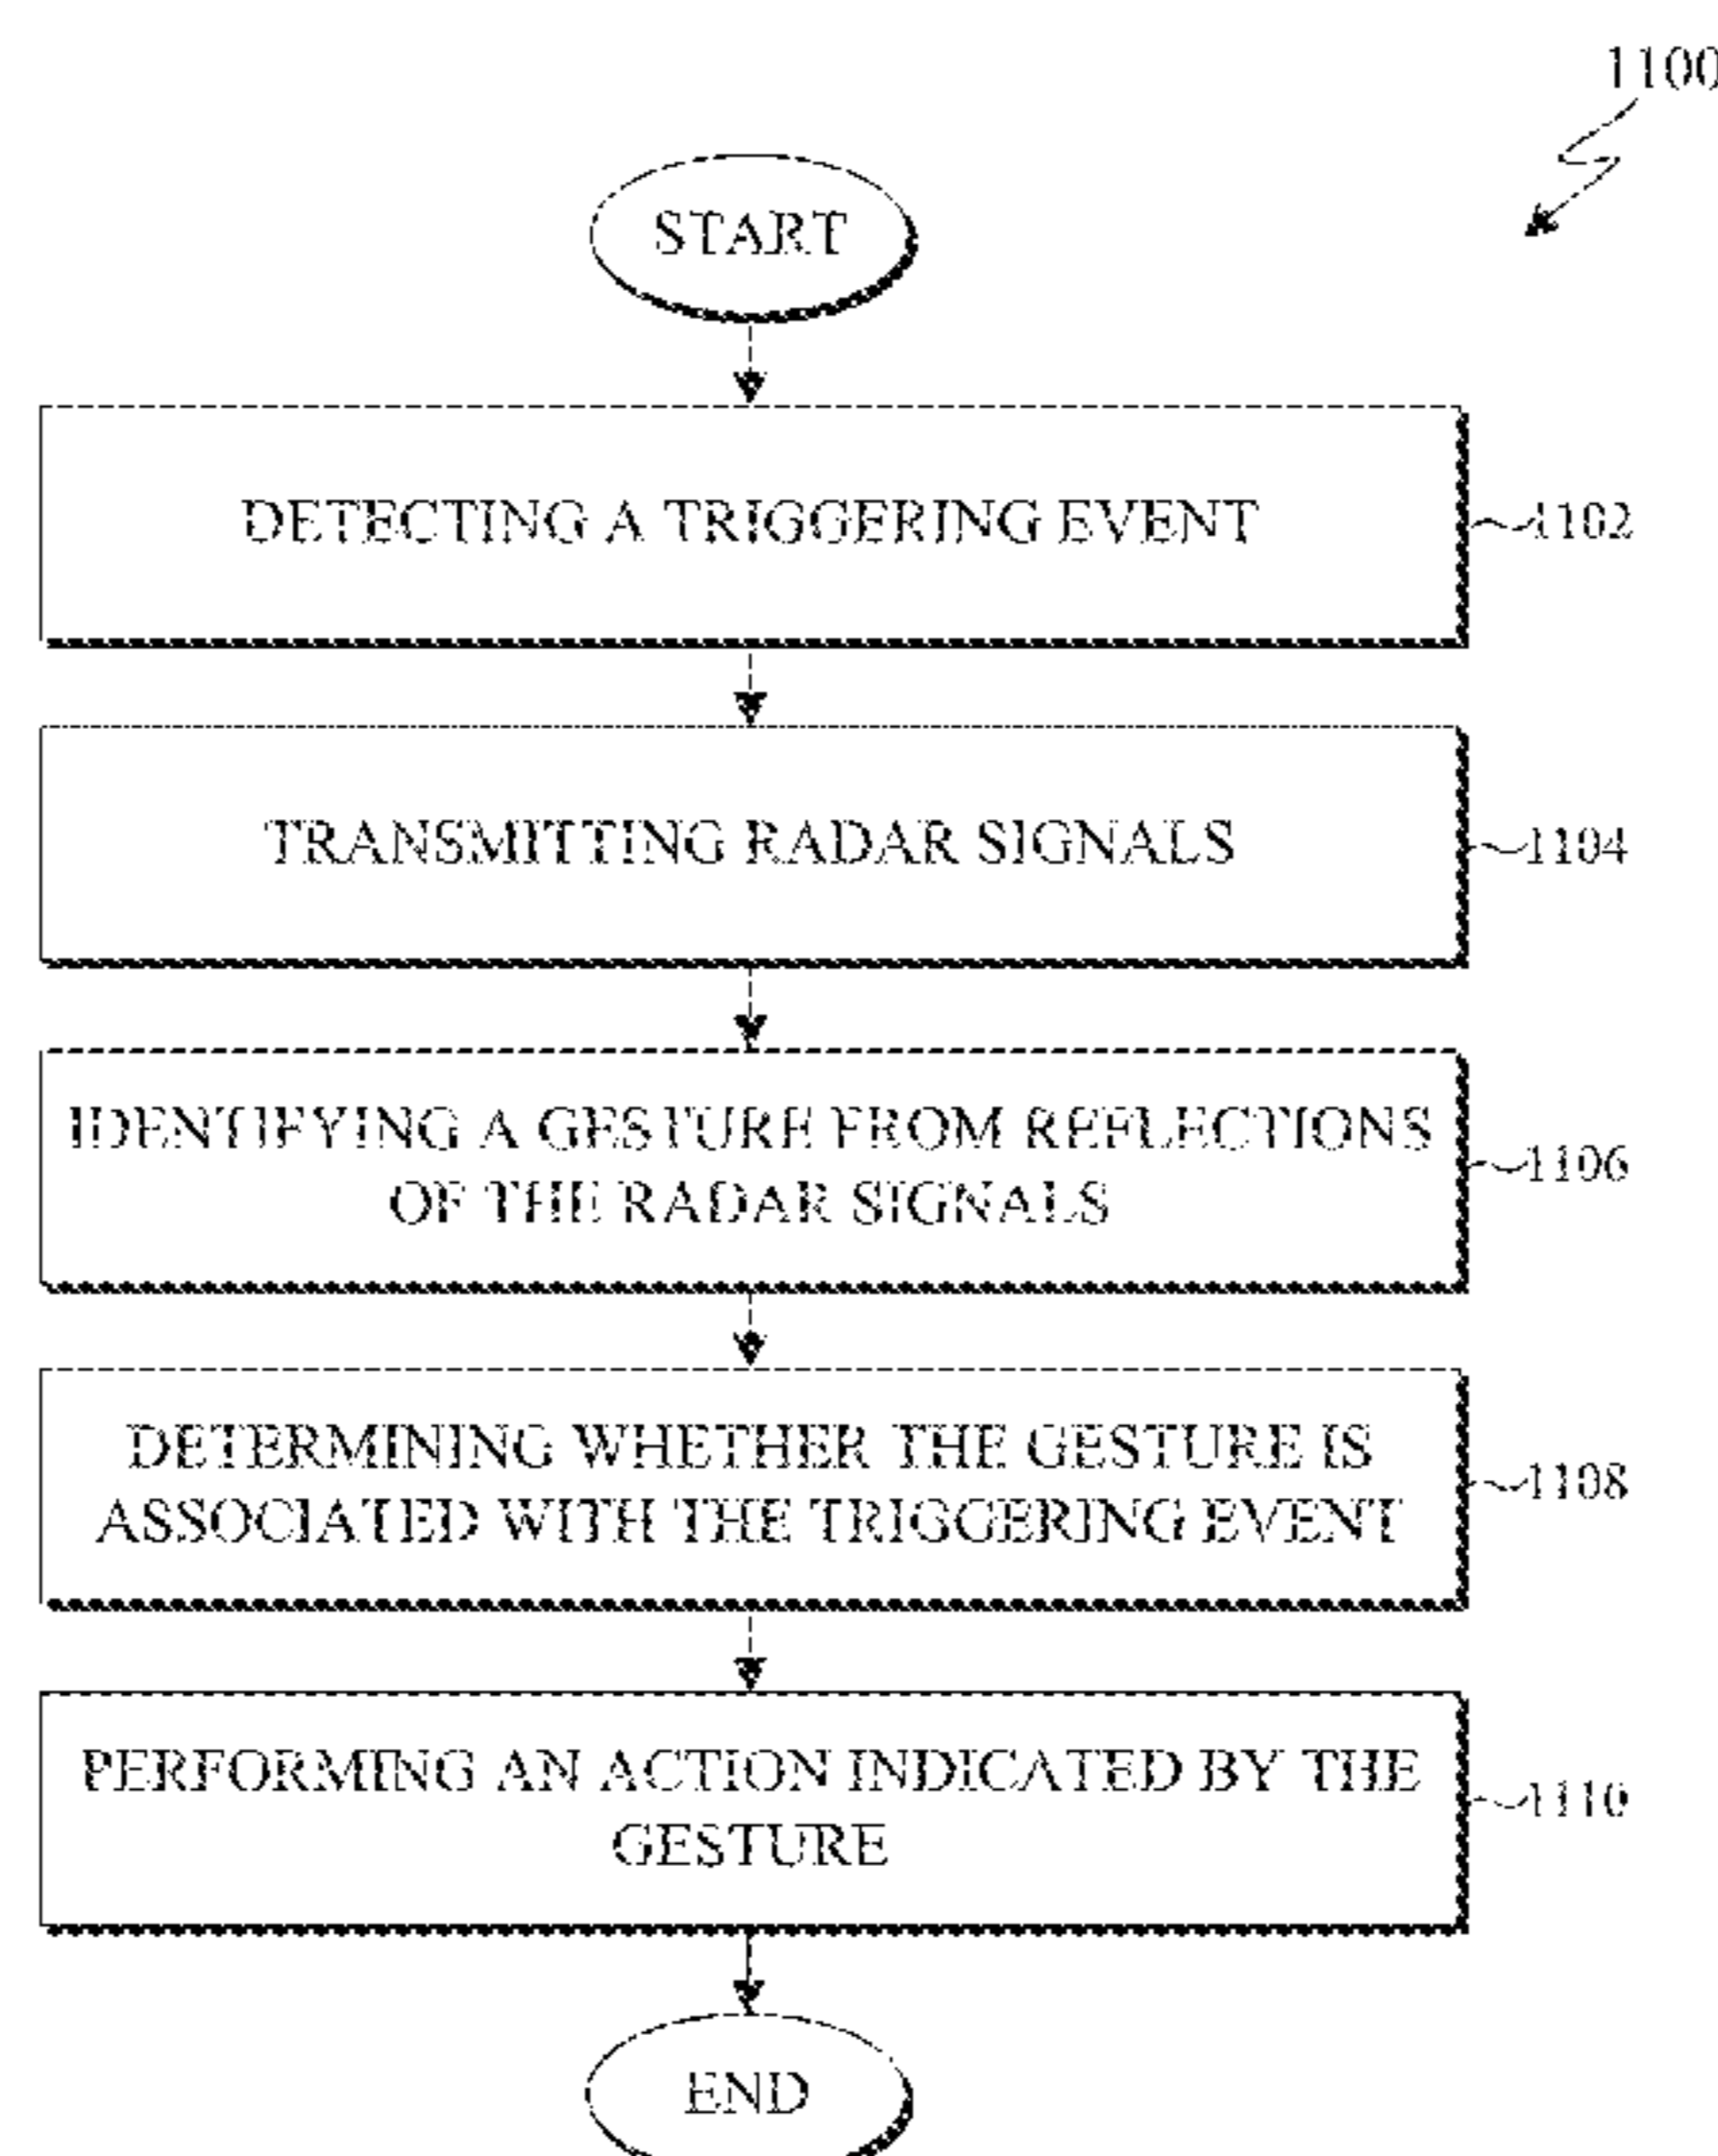 1100
START
DETECTING A TRIGGERING EVENT
1102
TRANSMITTING RADAR SIGNALS
1104
IDENTIFYING A GESTURE FROM REFLECTIONS
OF THE RADAR SIGNALS
1106
DETERMINING WHETHER THE GESTURE IS
ASSOCIATED WITH THE TRIGGERING EVENT
1108
PERFORMING AN ACTION INDICATED BY THE
GESTURE
1110
END